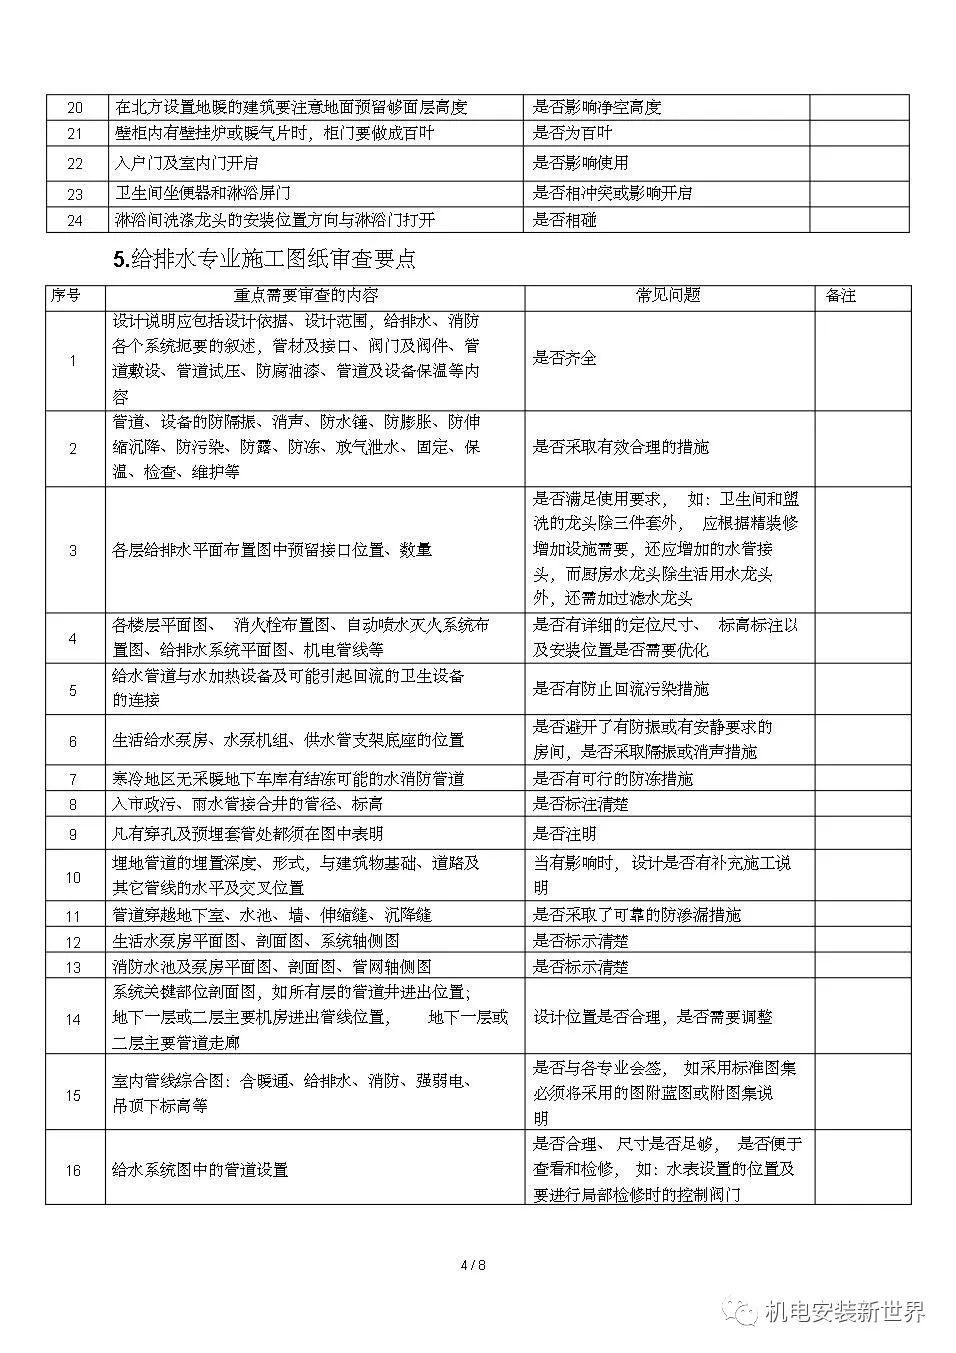 20 在北方设置地暖的建筑要注意地面预留够面层高度 是否影响净空高度
21 壁柜内有壁挂炉或暖气片时，柜门要做成百叶 是否为百叶
22 入户门及室内门开启 是否影响使用
23 卫生间坐便器和淋浴屏门 是否相冲突或影响开启
24 淋浴间洗涤龙头的安装位置方向与淋浴门打开 是否相碰
5.给排水专业施工图纸审查要点
序号 重点需要审查的内容 常见问题 备注
1
设计说明应包括设计依据、设计范围，给排水、消防
各个系统扼要的叙述，管材及接口、阀门及阀件、管
道敷设、管道试压、防腐油漆、管道及设备保温等内
容
是否齐全
2
管道、设备的防隔振、消声、防水锤、防膨胀、防伸
缩沉降、防污染、防露、防冻、放气泄水、固定、保
温、检查、维护等
是否采取有效合理的措施
3
各层给排水平面布置图中预留接口位置、数量
是否满足使用要求， 如：卫生间和盥
洗的龙头除三件套外， 应根据精装修
增加设施需要，还应增加的水管接
头，而厨房水龙头除生活用水龙头
外，还需加过滤水龙头
4
各楼层平面图、 消火栓布置图、自动喷水灭火系统布
置图、给排水系统平面图、机电管线等
是否有详细的定位尺寸、 标高标注以
及安装位置是否需要优化
5
给水管道与水加热设备及可能引起回流的卫生设备
的连接
是否有防止回流污染措施
6
生活给水泵房、水泵机组、供水管支架底座的位置
是否避开了有防振或有安静要求的
房间，是否采取隔振或消声措施
7 寒冷地区无采暖地下车库有结冻可能的水消防管道 是否有可行的防冻措施
8 入市政污、雨水管接合井的管径、标高 是否标注清楚
9 凡有穿孔及预埋套管处都须在图中表明 是否注明
10
埋地管道的埋置深度、形式，与建筑物基础、道路及
其它管线的水平及交叉位置
当有影响时，设计是否有补充施工说
明
11 管道穿越地下室、水池、墙、伸缩缝、沉降缝 是否采取了可靠的防渗漏措施
12 生活水泵房平面图、剖面图、系统轴侧图 是否标示清楚
13 消防水池及泵房平面图、剖面图、管网轴侧图 是否标示清楚
14
系统关键部位剖面图，如所有层的管道井进出位置；
地下一层或二层主要机房进出管线位置， 地下一层或
二层主要管道走廊
设计位置是否合理，是否需要调整
15
室内管线综合图：含暖通、给排水、消防、强弱电、
吊顶下标高等
是否与各专业会签， 如采用标准图集
必须将采用的图附蓝图或附图集说
明
16
给水系统图中的管道设置
是否合理、 尺寸是否足够， 是否便于
查看和检修， 如：水表设置的位置及
要进行局部检修时的控制阀门
4 / 8
机电安装新世界